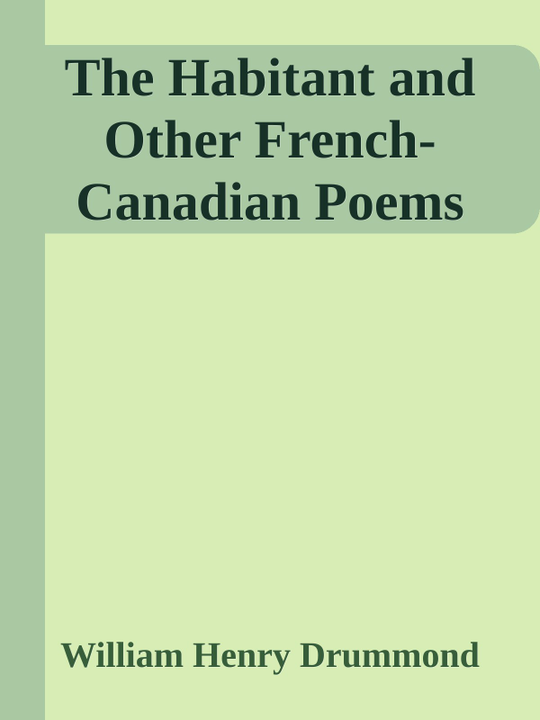 The Habitant and
Other French-
Canadian Poems
William Henry Drummond